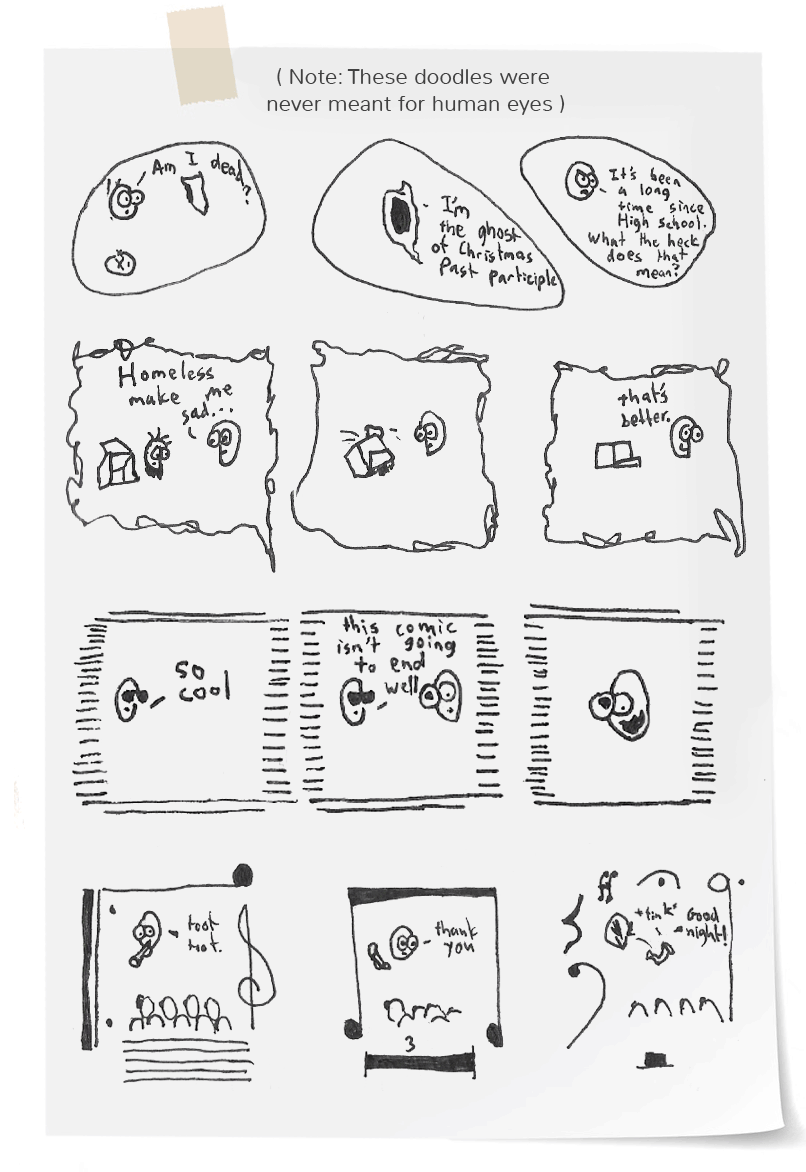 ( Note: These doodles were
never meant for human eyes )
Am I dead?
I'm
the ghost
of Christmas
Past participle
It's been
a long
time since
High school.
What the heck
does that
mean?
Homeless
make me
sad...
that's
better.
so
cool
this comic
isn't going
to end
well
toot
toot.
thank
you
3
ff
*tink*
Good
night!